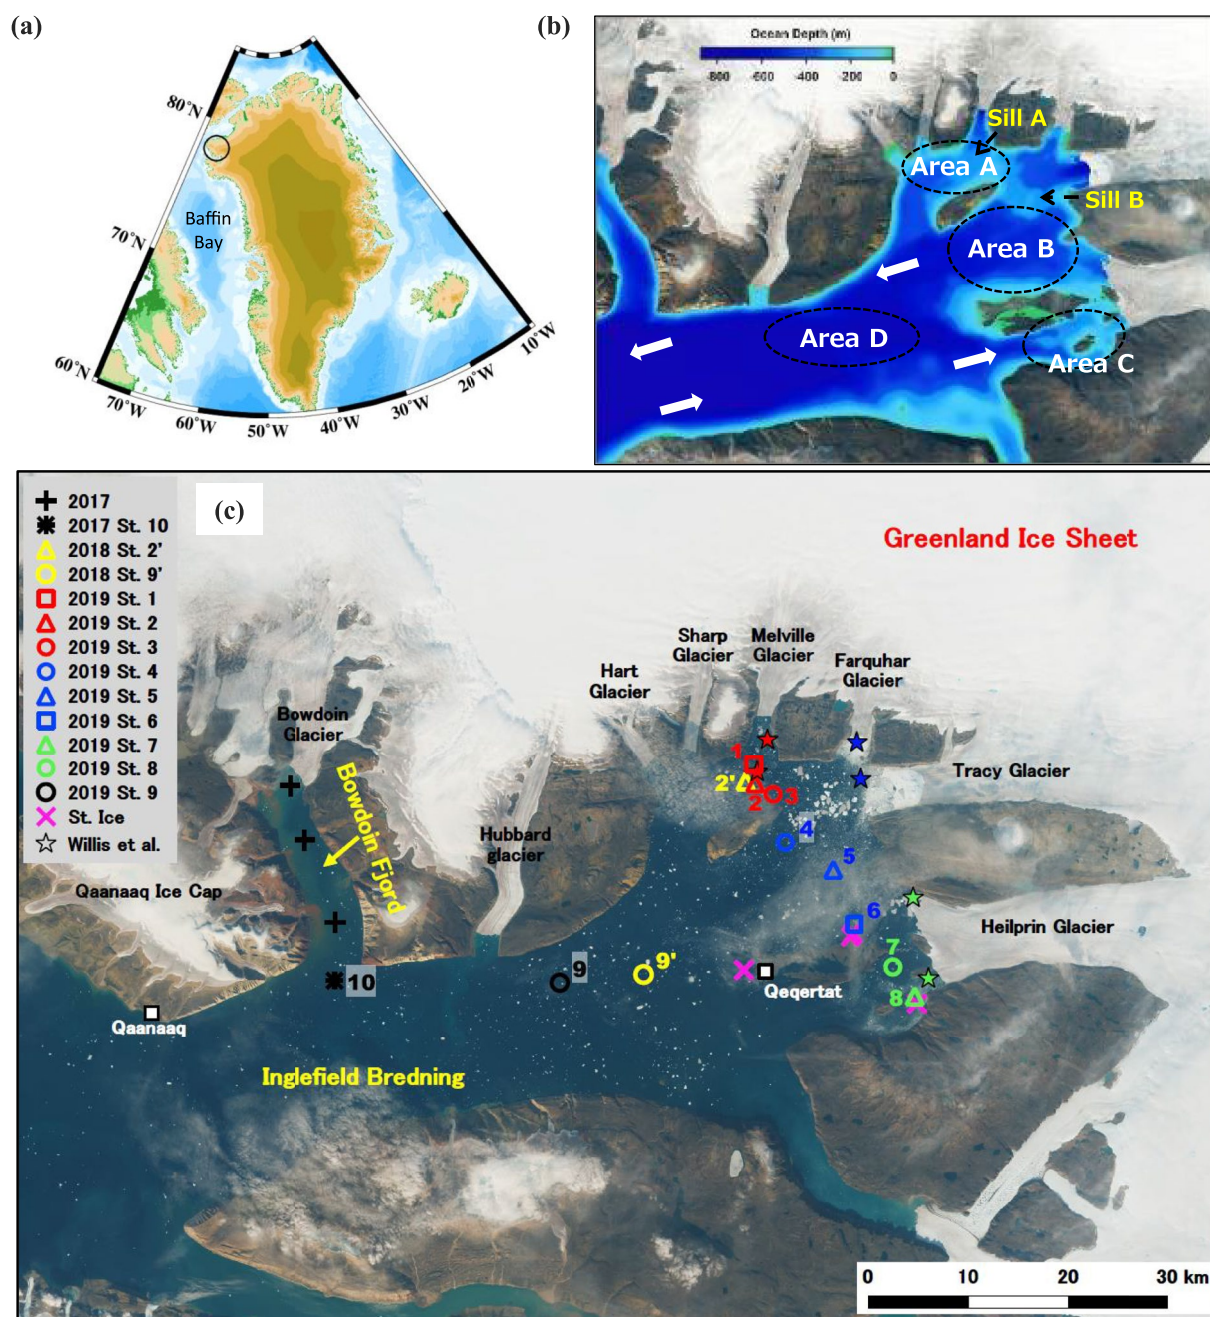 (a)
80°N
70°N
60°N
Baffin
Bay
70°W
60°W
50°W
40°W
30°W
20°W
10°W
(b)
Ocean Depth (m)
-800 -600 -400 -200 0
Sill A
Area A
Sill B
Area B
Area D
Area C
(c)
2017
2017 St. 10
2018 St. 2'
2018 St. 9'
2019 St. 1
2019 St. 2
2019 St. 3
2019 St. 4
2019 St. 5
2019 St. 6
2019 St. 7
2019 St. 8
2019 St. 9
St. Ice
Willis et al.
Greenland Ice Sheet
Sharp
Glacier
Melville
Glacier
Farquhar
Glacier
Hart
Glacier
Bowdoin
Glacier
Tracy Glacier
1
2'
2
3
4
5
Bowdoin Fjord
Hubbard
glacier
Qaanaaq Ice Cap
6
Heilprin Glacier
7
8
9
9'
10
Qeqertat
Qaanaaq
Inglefield Bredning
0 10 20 30 km